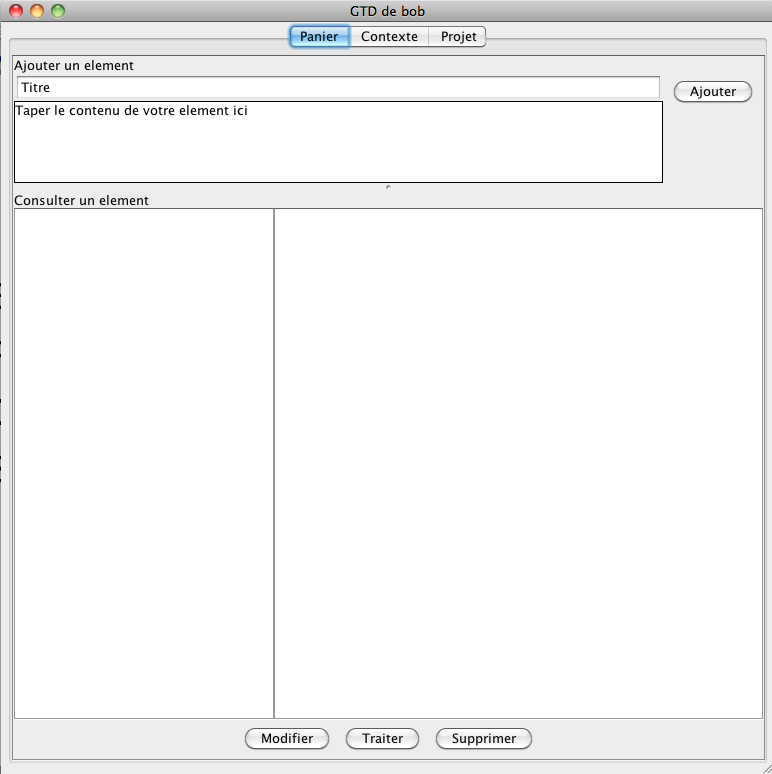 GTD de bob
Panier Contexte Projet
Ajouter un element
Titre
Ajouter
Taper le contenu de votre element ici
Consulter un element
Modifier Traiter Supprimer